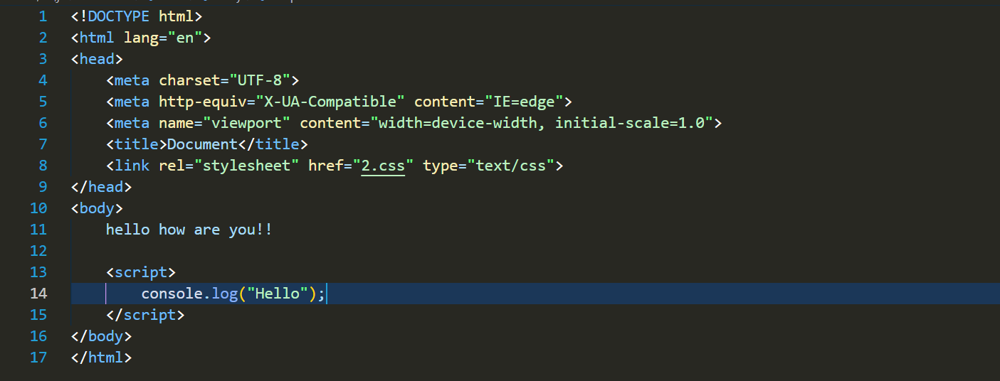 1 <!DOCTYPE html>
2 <html lang="en">
3 <head>
4     <meta charset="UTF-8">
5     <meta http-equiv="X-UA-Compatible" content="IE=edge">
6     <meta name="viewport" content="width=device-width, initial-scale=1.0">
7     <title>Document</title>
8     <link rel="stylesheet" href="2.css" type="text/css">
9 </head>
10 <body>
11     hello how are you!!
12
13     <script>
14         console.log("Hello");
15     </script>
16 </body>
17 </html>